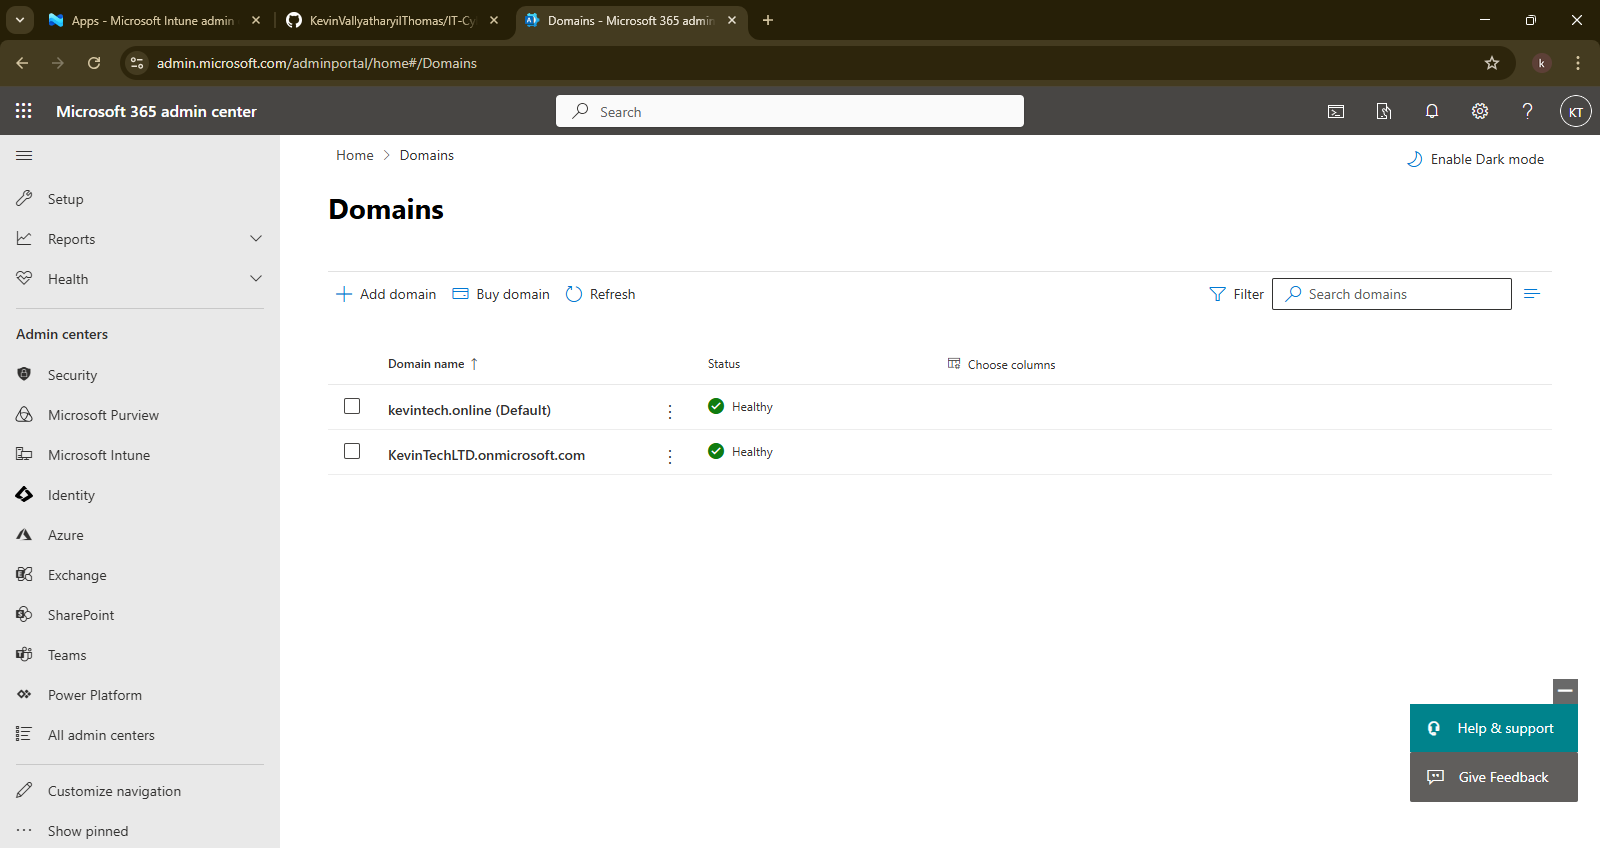 Apps - Microsoft Intune admin
KevinVallyatharyilThomas/IT-Cy
Domains - Microsoft 365 admin
admin.microsoft.com/adminportal/home#/Domains
k
Microsoft 365 admin center
Search
KT
Home > Domains
Enable Dark mode
Setup
Reports
Health
Admin centers
Security
Microsoft Purview
Microsoft Intune
Identity
Azure
Exchange
SharePoint
Teams
Power Platform
All admin centers
Customize navigation
Show pinned
Domains
Add domain
Buy domain
Refresh
Filter
Search domains
Domain name ↑
Status
Choose columns
kevintech.online (Default)
Healthy
KevinTechLTD.onmicrosoft.com
Healthy
Help & support
Give Feedback